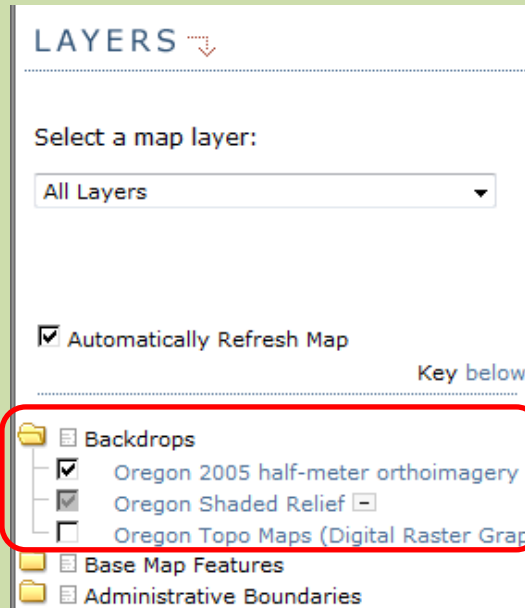 LAYERS
Select a map layer:
All Layers
Automatically Refresh Map
Key below
Backdrops
Oregon 2005 half-meter orthoimagery
Oregon Shaded Relief
Oregon Topo Maps (Digital Raster Grap
Base Map Features
Administrative Boundaries